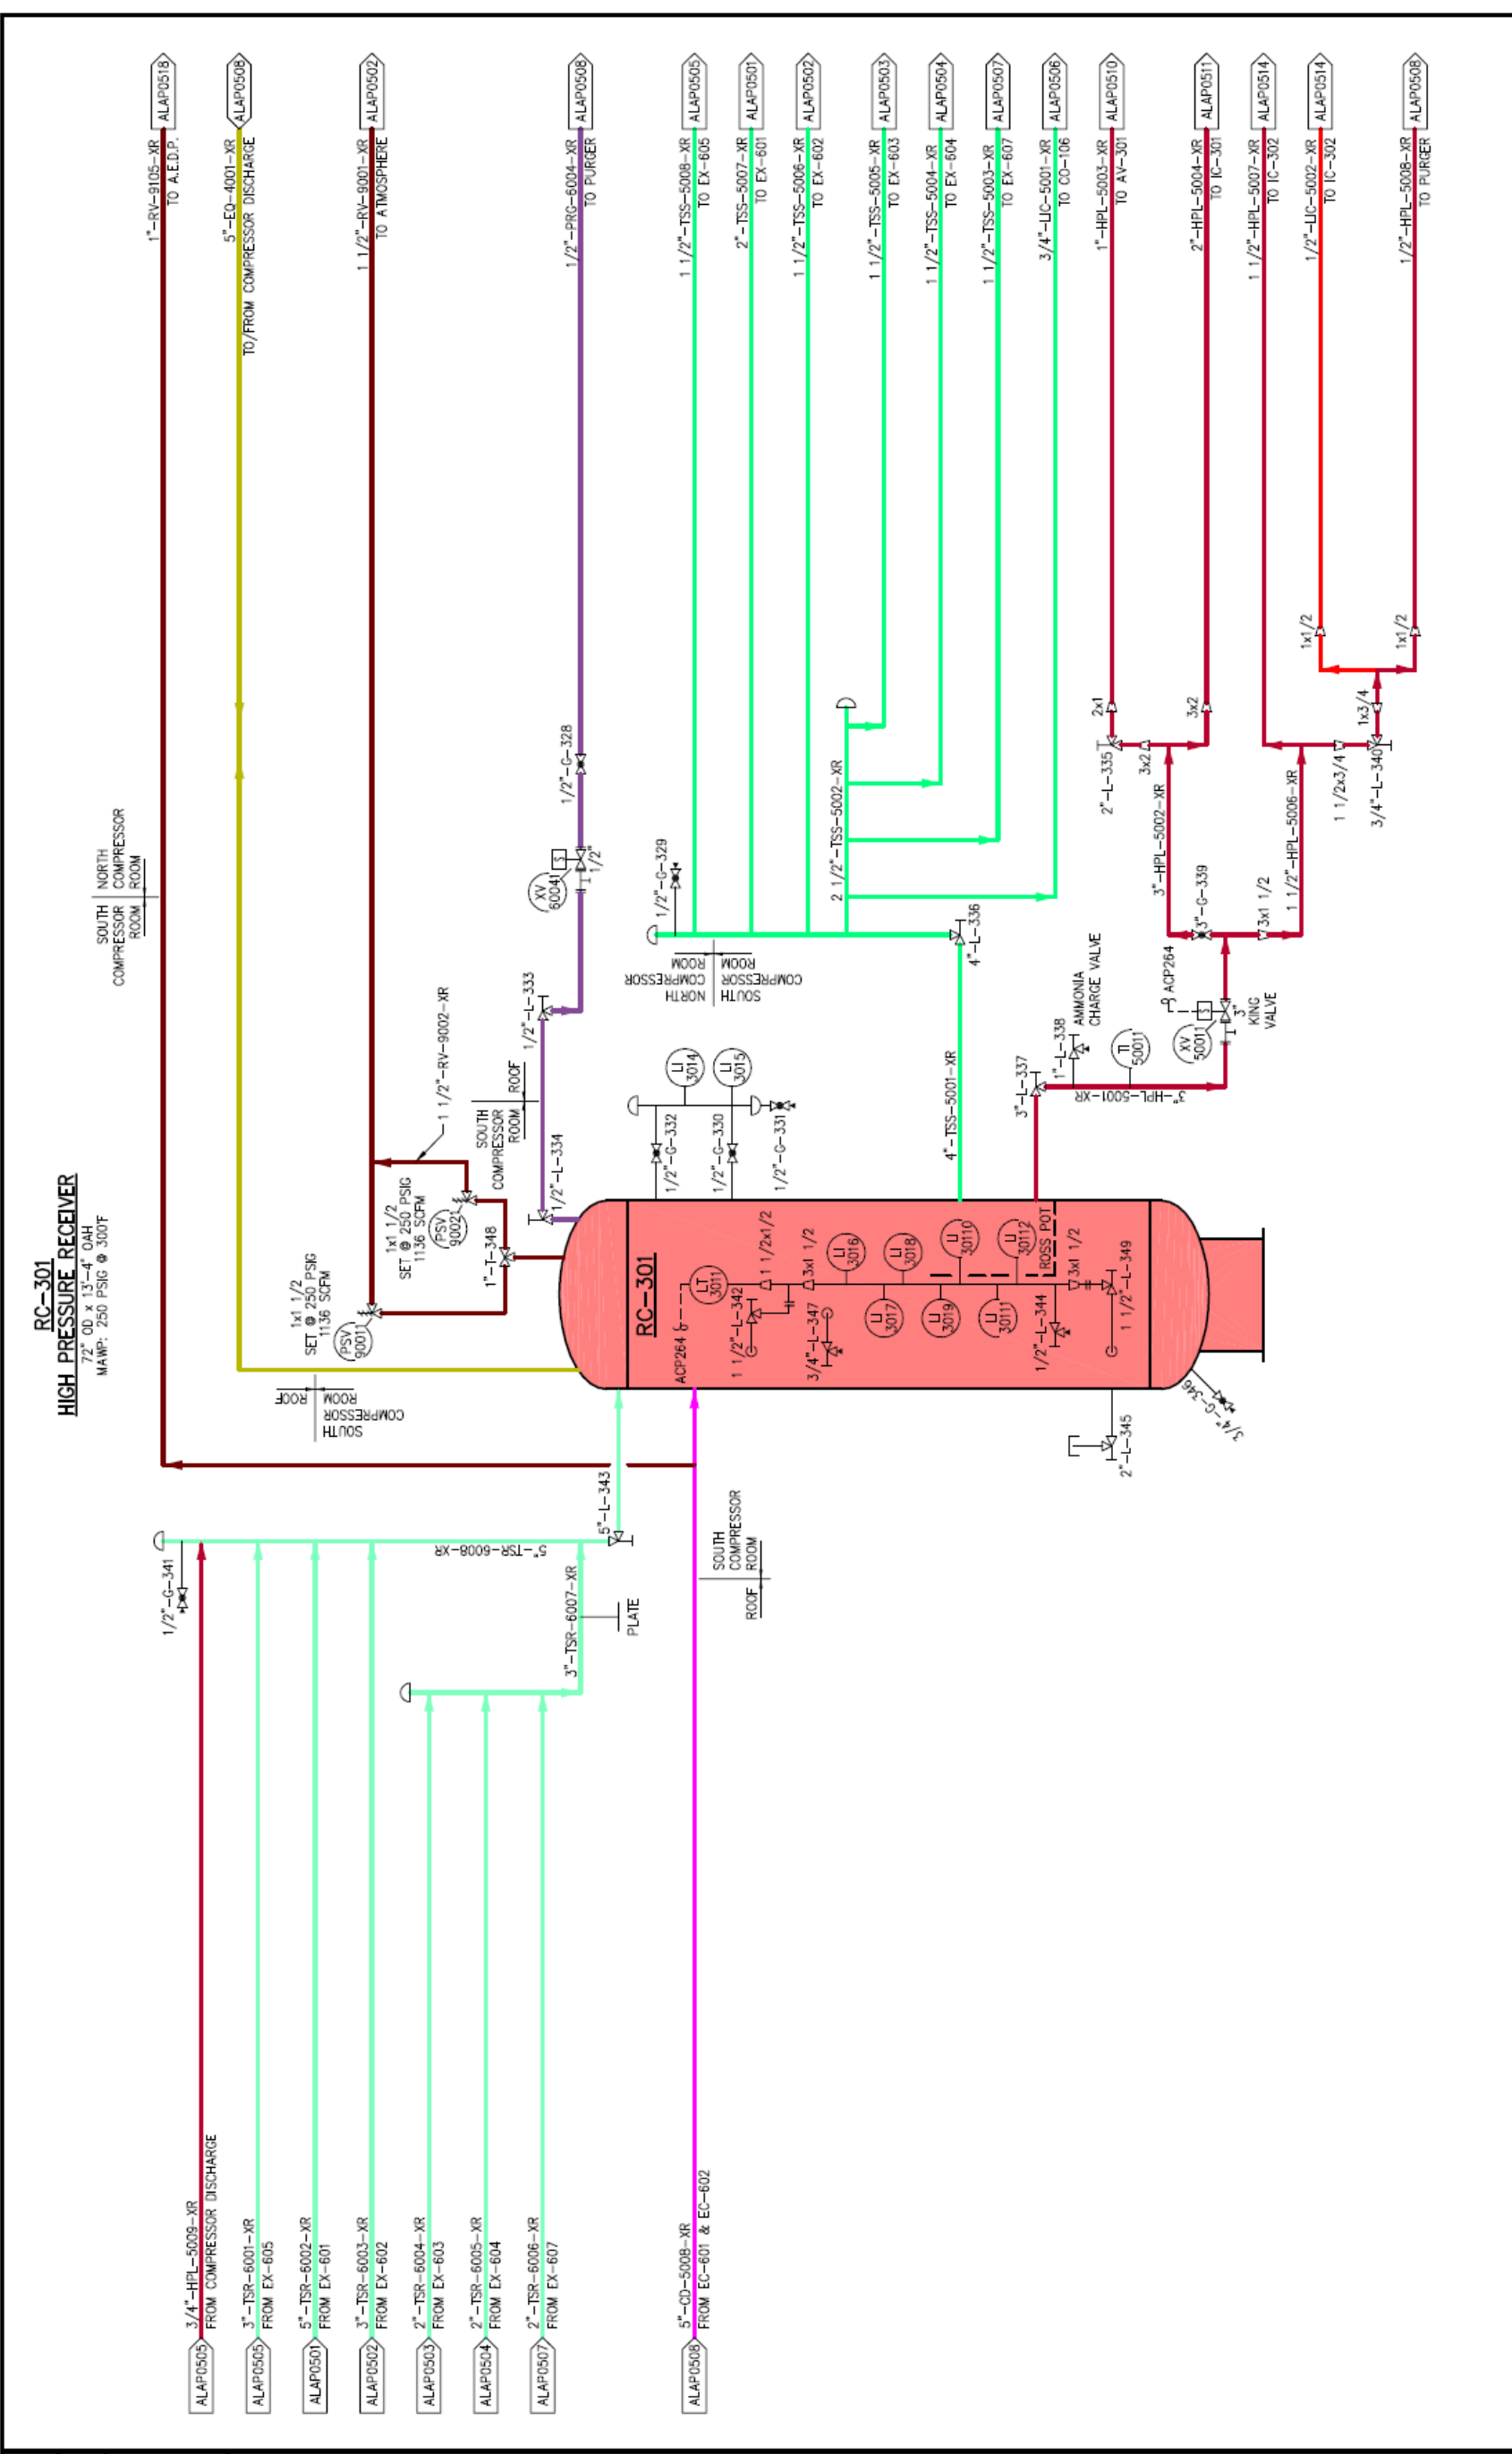 RC-301
HIGH PRESSURE RECEIVER
72" OD x 13'-4" OAH
MAWP: 250 PSIG @ 300°F
3/4"-HPL-5009-XR
FROM COMPRESSOR DISCHARGE
ALAP0505
3"-TSR-6001-XR
FROM EX-605
ALAP0505
5"-TSR-6002-XR
FROM EX-601
ALAP0501
3"-TSR-6003-XR
FROM EX-602
ALAP0502
2"-TSR-6004-XR
FROM EX-603
ALAP0503
2"-TSR-6005-XR
FROM EX-604
ALAP0504
2"-TSR-6006-XR
FROM EX-607
ALAP0507
5"-CD-5008-XR
FROM EC-601 & EC-602
ALAP0508
1/2"-G-341
5"-TSR-6008-XR
3"-TSR-6007-XR
PLATE
5"-L-343
ROOF
SOUTH
COMPRESSOR
ROOM
SOUTH
COMPRESSOR
ROOM
ROOF
1x1 1/2
SET @ 250 PSIG
1136 SCFM
PSV
90011
1x1 1/2
SET @ 250 PSIG
1136 SCFM
PSV
90021
1"-T-348
1 1/2"-RV-9002-XR
SOUTH
COMPRESSOR
ROOM
ROOF
1/2"-L-334
1/2"-L-333
SOUTH
COMPRESSOR
ROOM
NORTH
COMPRESSOR
ROOM
XV
60041
S
1/2"
1/2"-G-328
RC-301
ACP264
LT
3011
1 1/2"-L-342
1 1/2x1/2
3x1 1/2
3/4"-L-347
LI
3016
LI
3017
LI
3018
LI
3019
LI
30110
LI
30111
LI
30112
ROSS POT
1/2"-L-344
3x1 1/2
1 1/2"-L-349
2"-L-345
3/4"-G-346
1/2"-G-332
1/2"-G-330
1/2"-G-331
LI
3014
LI
3015
4"-TSS-5001-XR
4"-L-336
NORTH
COMPRESSOR
ROOM
SOUTH
COMPRESSOR
ROOM
1/2"-G-329
2 1/2"-TSS-5002-XR
3"-L-337
1"-L-338
AMMONIA
CHARGE VALVE
TI
50011
3"-HPL-5001-XR
ACP264
XV
50011
S
3"
KING
VALVE
3"-G-339
3x1 1/2
3"-HPL-5002-XR
1 1/2"-HPL-5006-XR
2"-L-335
3x2
2x1
3x2
1 1/2x3/4
3/4"-L-340
1x3/4
1x1/2
1x1/2
1"-RV-9105-XR
TO A.E.D.P.
ALAP0518
5"-EQ-4001-XR
TO/FROM COMPRESSOR DISCHARGE
ALAP0508
1 1/2"-RV-9001-XR
TO ATMOSPHERE
ALAP0502
1/2"-PRG-6004-XR
TO PURGER
ALAP0508
1 1/2"-TSS-5008-XR
TO EX-605
ALAP0505
2"-TSS-5007-XR
TO EX-601
ALAP0501
1 1/2"-TSS-5006-XR
TO EX-602
ALAP0502
1 1/2"-TSS-5005-XR
TO EX-603
ALAP0503
1 1/2"-TSS-5004-XR
TO EX-604
ALAP0504
1 1/2"-TSS-5003-XR
TO EX-607
ALAP0507
3/4"-LIC-5001-XR
TO CO-106
ALAP0506
1"-HPL-5003-XR
TO AV-301
ALAP0510
2"-HPL-5004-XR
TO IC-301
ALAP0511
1 1/2"-HPL-5007-XR
TO IC-302
ALAP0514
1/2"-LIC-5002-XR
TO IC-302
ALAP0514
1/2"-HPL-5008-XR
TO PURGER
ALAP0508